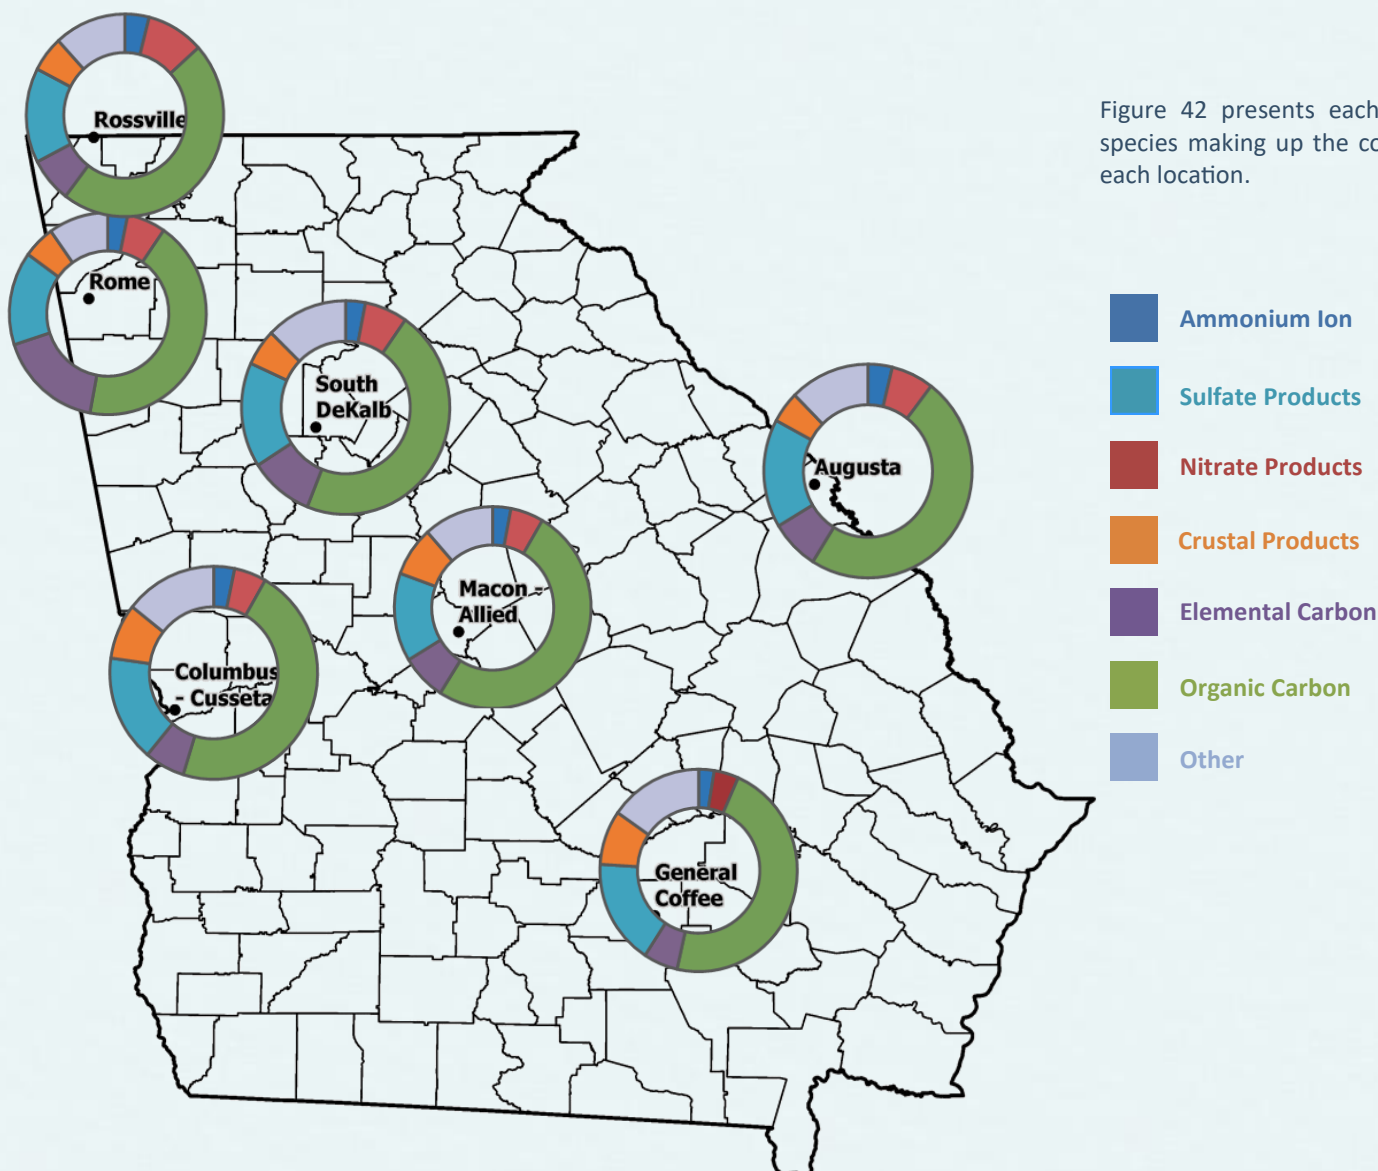 Figure 42 presents each
species making up the co
each location.
Rossville
Rome
South
DeKalb
Augusta
Macon -
Allied
Columbus
- Cusseta
General
Coffee
Ammonium Ion
Sulfate Products
Nitrate Products
Crustal Products
Elemental Carbon
Organic Carbon
Other